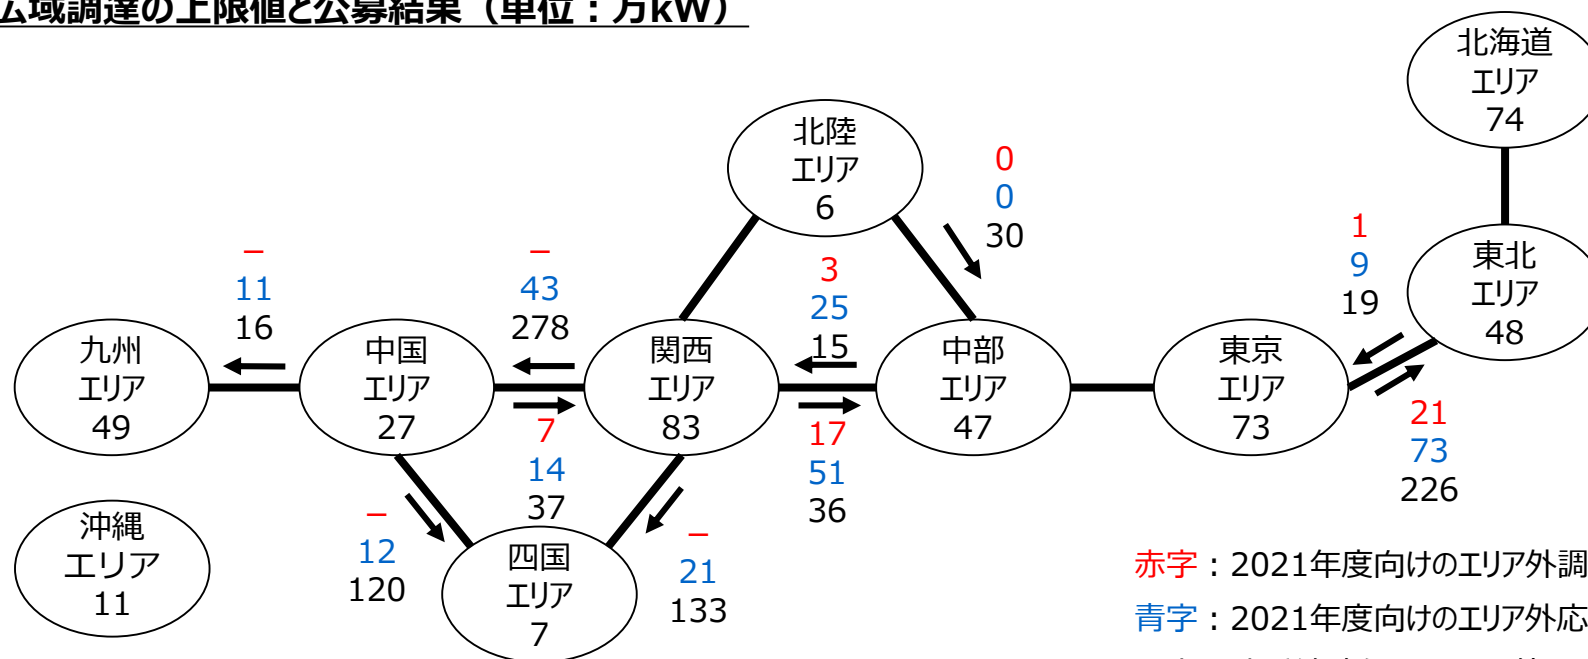 広域調達の上限値と公募結果（単位：万kW）
北海道
エリア
74
北陸
エリア
6
0
0
30
1
9
19
東北
エリア
48
－
11
16
－
43
278
3
25
15
九州
エリア
49
中国
エリア
27
関西
エリア
83
中部
エリア
47
東京
エリア
73
7
14
37
17
51
36
21
73
226
沖縄
エリア
11
－
12
120
四国
エリア
7
－
21
133
赤字：2021年度向けのエリア外調
青字：2021年度向けのエリア外応